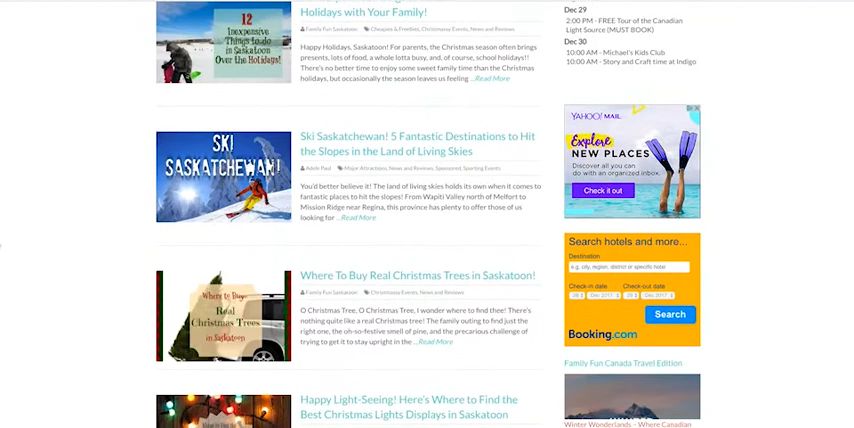 Holidays with Your Family!
Family Fun Saskatoon Cheapies & Freebies, Christmassy Events, News and Reviews
Happy Holidays, Saskatoon! For parents, the Christmas season often brings
presents, lots of food, a whole lotta busy, and, of course, school holidays!!
There's no better time to enjoy some sweet family time than the Christmas
holidays, but occasionally the season leaves us feeling ...Read More
12
Inexpensive
Things to do in
Saskatoon
Over the Holidays!
SKI
SASKATCHEWAN!
Ski Saskatchewan! 5 Fantastic Destinations to Hit
the Slopes in the Land of Living Skies
Adele Paul Major Attractions, News and Reviews, Sponsored, Sporting Events
You'd better believe it! The land of living skies holds its own when it comes to
fantastic places to hit the slopes! From Wapiti Valley north of Melfort to
Mission Ridge near Regina, this province has plenty to offer those of us
looking for ...Read More
Where to Buy
Real
Christmas Trees
in Saskatoon
Where To Buy Real Christmas Trees in Saskatoon!
Family Fun Saskatoon Christmassy Events, News and Reviews
O Christmas Tree, O Christmas Tree, I wonder where to find thee! There's
nothing quite like a real Christmas tree! The family outing to find just the
right one, the oh-so-festive smell of pine, and the precarious challenge of
trying to get it to stay upright in the ...Read More
Happy Light-Seeing! Here's Where to Find the
Best Christmas Lights Displays in Saskatoon
Dec 29
2:00 PM - FREE Tour of the Canadian
Light Source (MUST BOOK)
Dec 30
10:00 AM - Michael's Kids Club
10:00 AM - Story and Craft time at Indigo
YAHOO! MAIL
Explore
NEW PLACES
Discover all you can
do with an organized inbox.
Check it out
Search hotels and more...
Destination
e.g. city, region, district or specific hotel
Check-in date Check-out date
28 Dec 2017 29 Dec 2017
Search
Booking.com
Family Fun Canada Travel Edition
Winter Wonderlands - Where Canadian